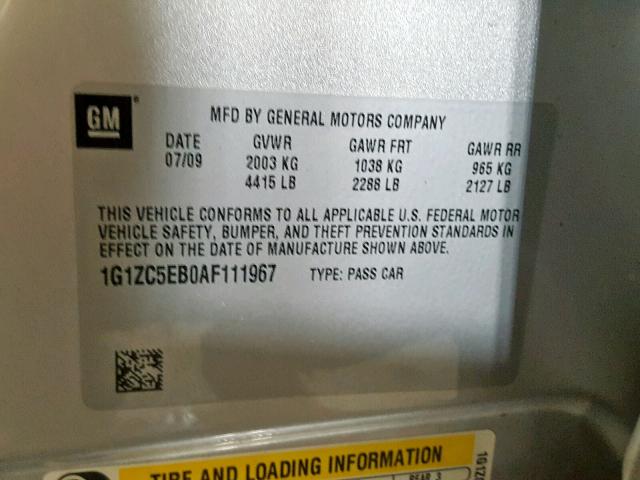 GM
MFD BY GENERAL MOTORS COMPANY
DATE GVWR GAWR FRT GAWR RR
07/09 2003 KG 1038 KG 965 KG
4415 LB 2288 LB 2127 LB
THIS VEHICLE CONFORMS TO ALL APPLICABLE U.S. FEDERAL MOTOR
VEHICLE SAFETY, BUMPER, AND THEFT PREVENTION STANDARDS IN
EFFECT ON THE DATE OF MANUFACTURE SHOWN ABOVE.
1G1ZC5EB0AF111967 TYPE: PASS CAR
TIRE AND LOADING INFORMATION
REAR 3